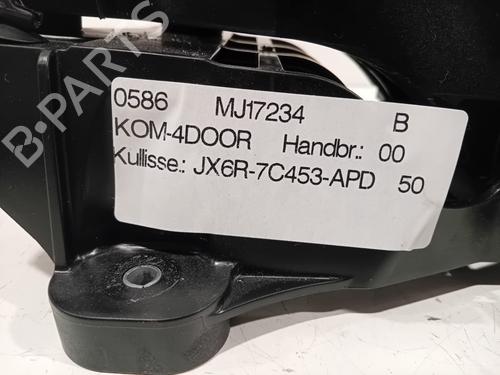 0586 MJ17234 B
KOM-4DOOR Handbr.: 00
Kullisse.: JX6R-7C453-APD 50
B-PARTS